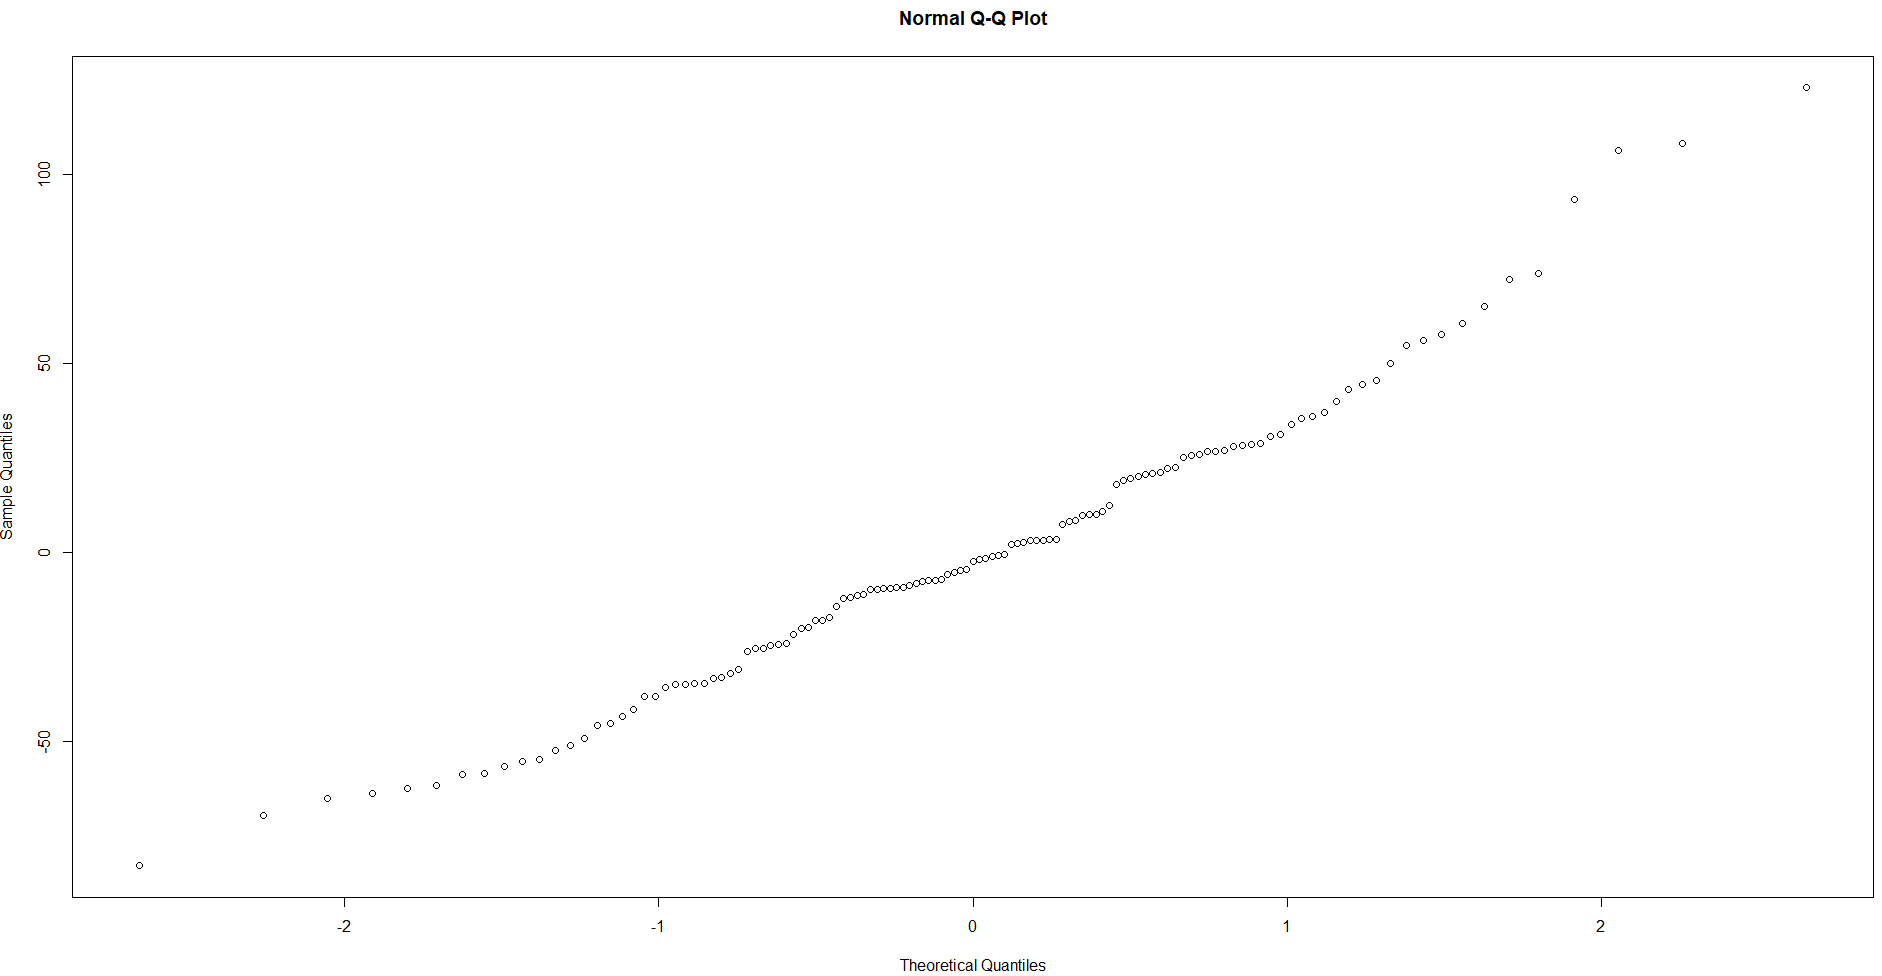 Normal Q-Q Plot
Sample Quantiles
100
50
0
-50
-2 -1 0 1 2
Theoretical Quantiles